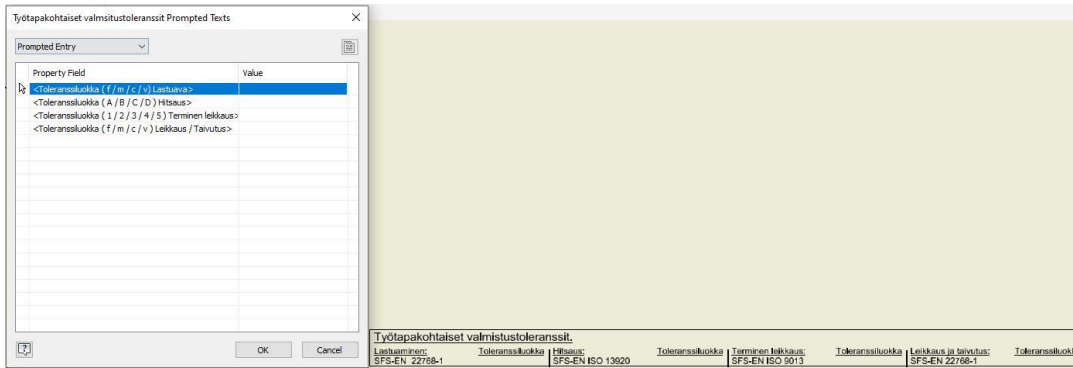 Työtapakohtaiset valmsitustoleranssit Prompted Texts
Prompted Entry
Property Field Value
<Toleranssiluokka ( f / m / c / v) Lastuava>
<Toleranssiluokka ( A / B / C / D ) Hitsaus>
<Toleranssiluokka ( 1 / 2 / 3 / 4 / 5 ) Terminen leikkaus>
<Toleranssiluokka ( f / m / c / v ) Leikkaus / Taivutus>
OK Cancel
Työtapakohtaiset valmistustoleranssit.
Lastuaminen: Toleranssiluokka Hitsaus: Toleranssiluokka Terminen leikkaus: Toleranssiluokka Leikkaus ja taivutus: Toleranssiluok
SFS-EN 22768-1 SFS-EN ISO 13920 SFS-EN ISO 9013 SFS-EN 22768-1